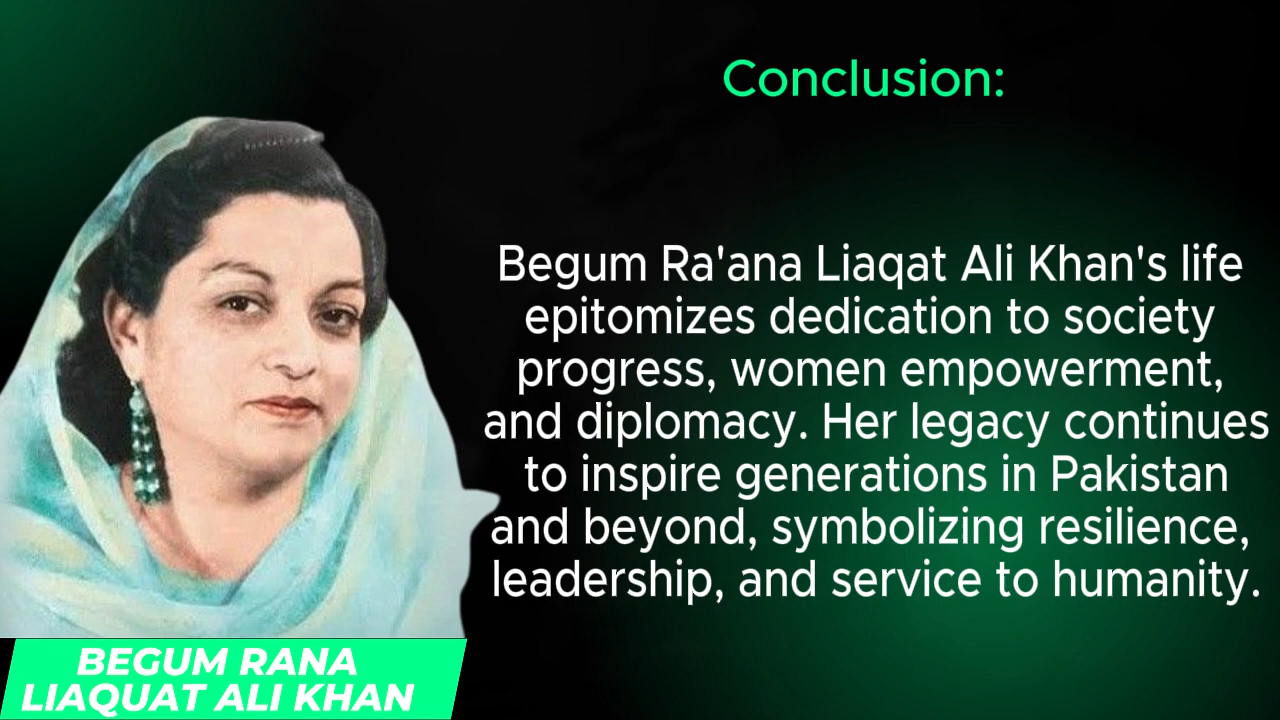 Conclusion:
Begum Ra'ana Liaqat Ali Khan's life
epitomizes dedication to society
progress, women empowerment,
and diplomacy. Her legacy continues
to inspire generations in Pakistan
and beyond, symbolizing resilience,
leadership, and service to humanity.
BEGUM RANA
LIAQUAT ALI KHAN